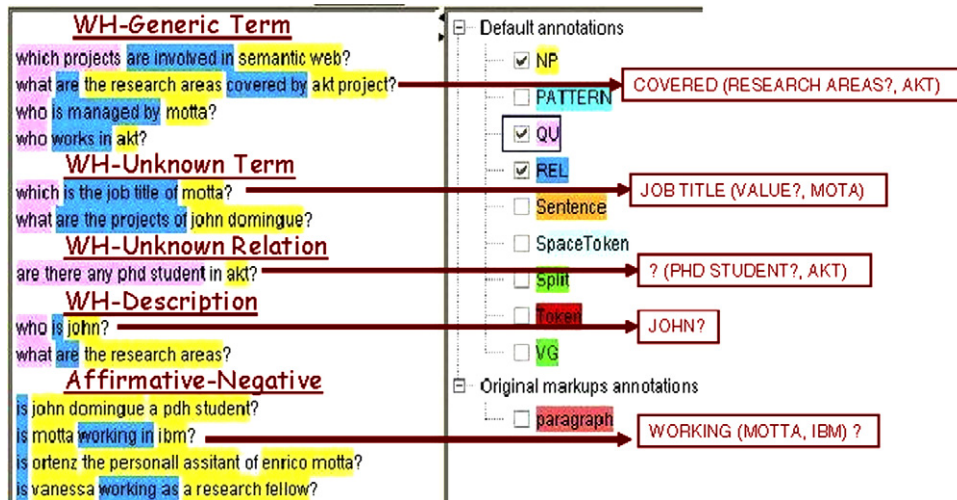 WH-Generic Term
which projects are involved in semantic web?
what are the research areas covered by akt project?
who is managed by motta?
who works in akt?
WH-Unknown Term
which is the job title of motta?
what are the projects of john domingue?
WH-Unknown Relation
are there any phd student in akt?
WH-Description
who is john?
what are the research areas?
Affirmative-Negative
is john domingue a pdh student?
is motta working in ibm?
is ortenz the personall assitant of enrico motta?
is vanessa working as a research fellow?
Default annotations
NP
PATTERN
QU
REL
Sentence
SpaceToken
Split
Token
VG
Original markups annotations
paragraph
COVERED (RESEARCH AREAS?, AKT)
JOB TITLE (VALUE?, MOTA)
? (PHD STUDENT?, AKT)
JOHN?
WORKING (MOTTA, IBM) ?